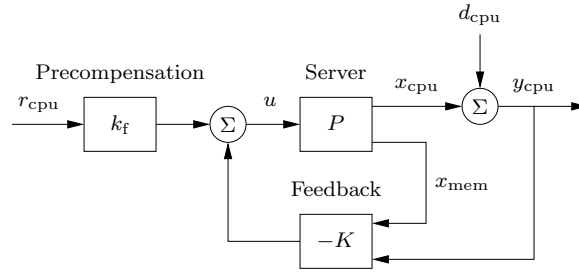 d_cpu
Precompensation Server x_cpu y_cpu
r_cpu u
k_f Σ P Σ
x_mem
Feedback
−K